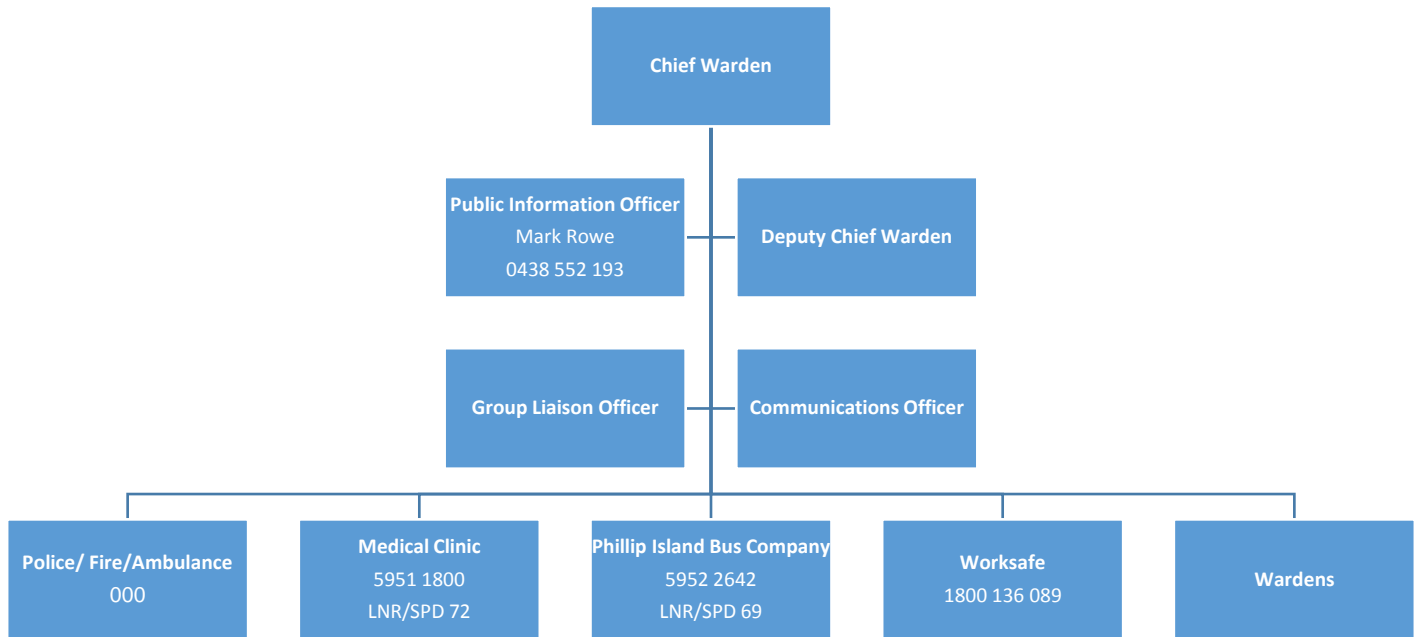 Chief Warden
Public Information Officer
Mark Rowe
0438 552 193
Deputy Chief Warden
Group Liaison Officer
Communications Officer
Police/ Fire/Ambulance
000
Medical Clinic
5951 1800
LNR/SPD 72
Phillip Island Bus Company
5952 2642
LNR/SPD 69
Worksafe
1800 136 089
Wardens